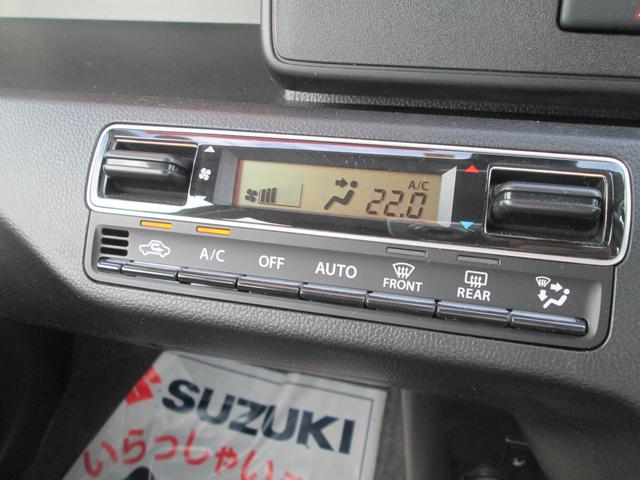 A/C
22.0
A/C OFF AUTO FRONT REAR
SUZUKI
いらっしゃい